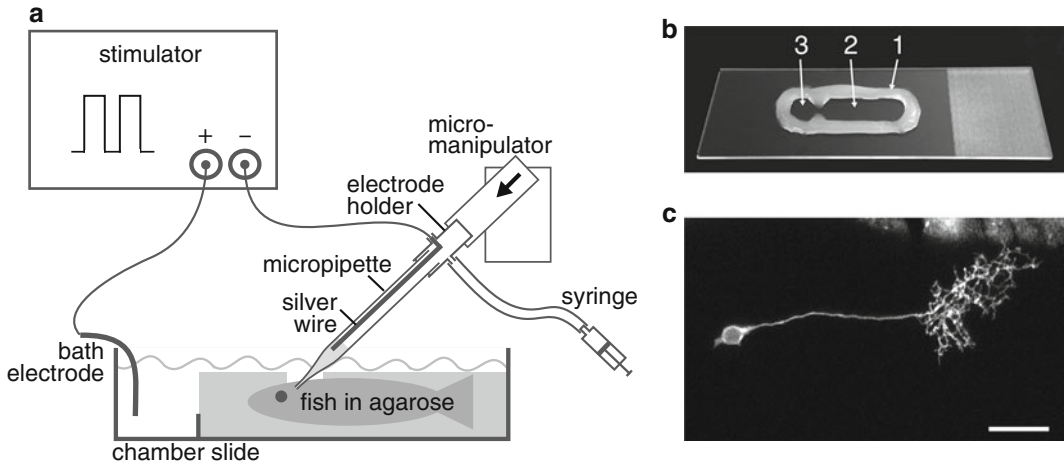 a
stimulator
+ −
micro-
manipulator
electrode
holder
micropipette
silver
wire
syringe
bath
electrode
fish in agarose
chamber slide
b
3 2 1
c